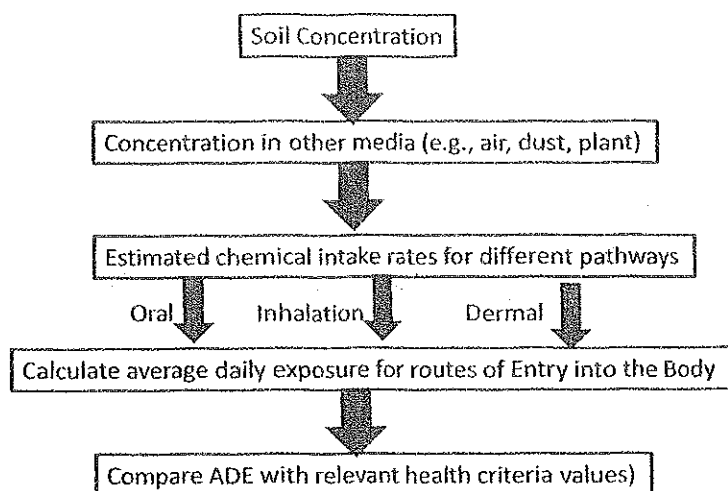 Soil Concentration
Concentration in other media (e.g., air, dust, plant)
Estimated chemical intake rates for different pathways
Oral Inhalation Dermal
Calculate average daily exposure for routes of Entry into the Body
Compare ADE with relevant health criteria values)